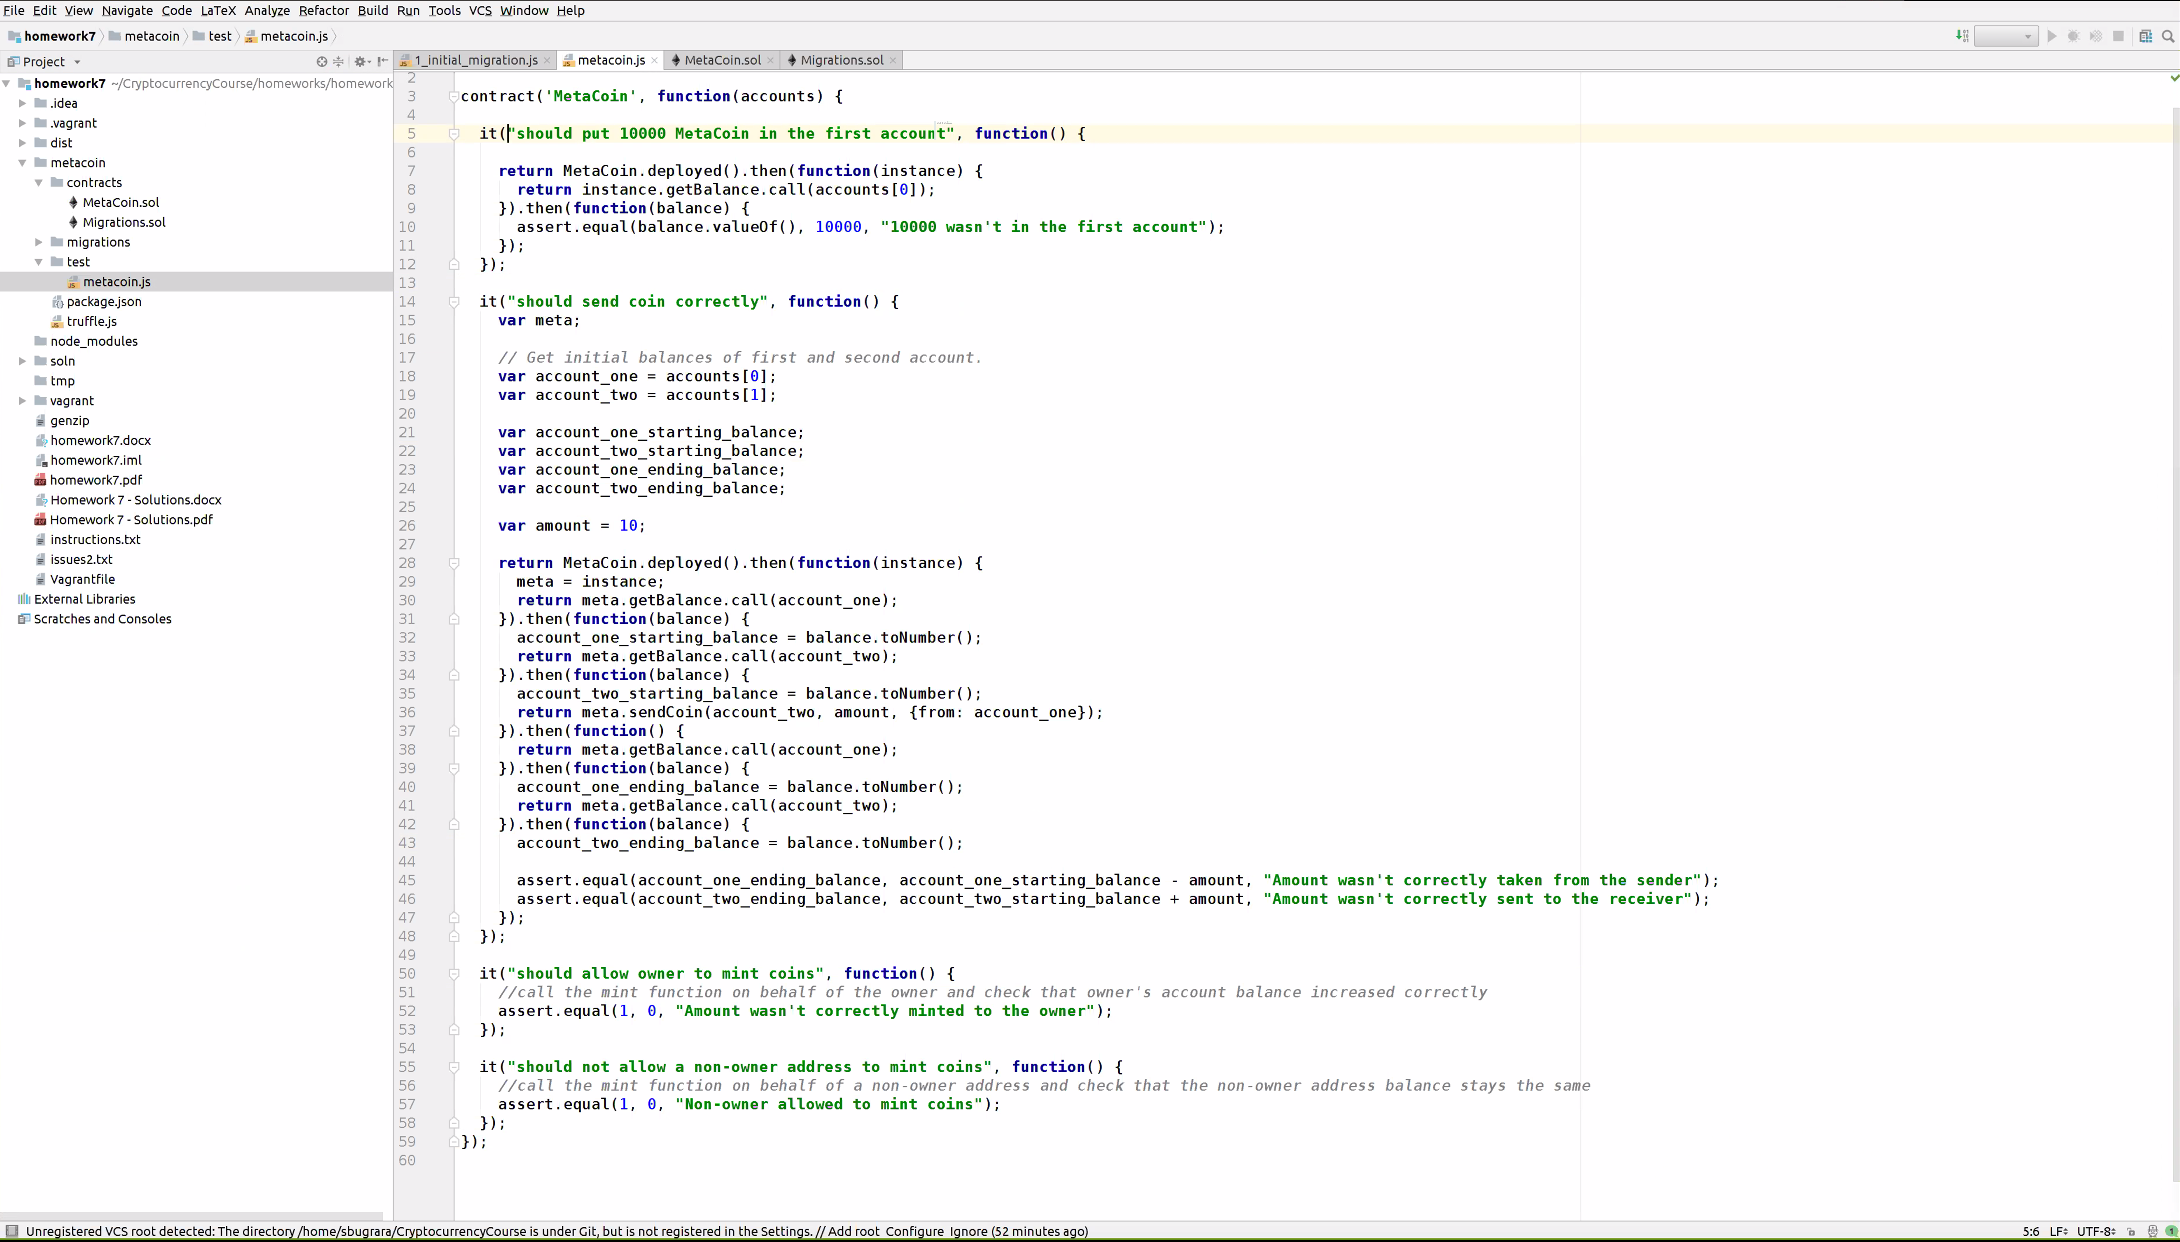 File Edit View Navigate Code LaTeX Analyze Refactor Build Run Tools VCS Window Help
homework7 metacoin test metacoin.js
Project
1_initial_migration.js metacoin.js MetaCoin.sol Migrations.sol
homework7 ~/CryptocurrencyCourse/homeworks/homework
.idea
.vagrant
dist
metacoin
contracts
MetaCoin.sol
Migrations.sol
migrations
test
metacoin.js
package.json
truffle.js
node_modules
soln
tmp
vagrant
genzip
homework7.docx
homework7.iml
homework7.pdf
Homework 7 - Solutions.docx
Homework 7 - Solutions.pdf
instructions.txt
issues2.txt
Vagrantfile
External Libraries
Scratches and Consoles
2
3 contract('MetaCoin', function(accounts) {
4
5 it("should put 10000 MetaCoin in the first account", function() {
6
7 return MetaCoin.deployed().then(function(instance) {
8 return instance.getBalance.call(accounts[0]);
9 }).then(function(balance) {
10 assert.equal(balance.valueOf(), 10000, "10000 wasn't in the first account");
11 });
12 });
13
14 it("should send coin correctly", function() {
15 var meta;
16
17 // Get initial balances of first and second account.
18 var account_one = accounts[0];
19 var account_two = accounts[1];
20
21 var account_one_starting_balance;
22 var account_two_starting_balance;
23 var account_one_ending_balance;
24 var account_two_ending_balance;
25
26 var amount = 10;
27
28 return MetaCoin.deployed().then(function(instance) {
29 meta = instance;
30 return meta.getBalance.call(account_one);
31 }).then(function(balance) {
32 account_one_starting_balance = balance.toNumber();
33 return meta.getBalance.call(account_two);
34 }).then(function(balance) {
35 account_two_starting_balance = balance.toNumber();
36 return meta.sendCoin(account_two, amount, {from: account_one});
37 }).then(function() {
38 return meta.getBalance.call(account_one);
39 }).then(function(balance) {
40 account_one_ending_balance = balance.toNumber();
41 return meta.getBalance.call(account_two);
42 }).then(function(balance) {
43 account_two_ending_balance = balance.toNumber();
44
45 assert.equal(account_one_ending_balance, account_one_starting_balance - amount, "Amount wasn't correctly taken from the sender");
46 assert.equal(account_two_ending_balance, account_two_starting_balance + amount, "Amount wasn't correctly sent to the receiver");
47 });
48 });
49
50 it("should allow owner to mint coins", function() {
51 //call the mint function on behalf of the owner and check that owner's account balance increased correctly
52 assert.equal(1, 0, "Amount wasn't correctly minted to the owner");
53 });
54
55 it("should not allow a non-owner address to mint coins", function() {
56 //call the mint function on behalf of a non-owner address and check that the non-owner address balance stays the same
57 assert.equal(1, 0, "Non-owner allowed to mint coins");
58 });
59 });
60
Unregistered VCS root detected: The directory /home/sbugrara/CryptocurrencyCourse is under Git, but is not registered in the Settings. // Add root Configure Ignore (52 minutes ago) 5:6 LF UTF-8 1